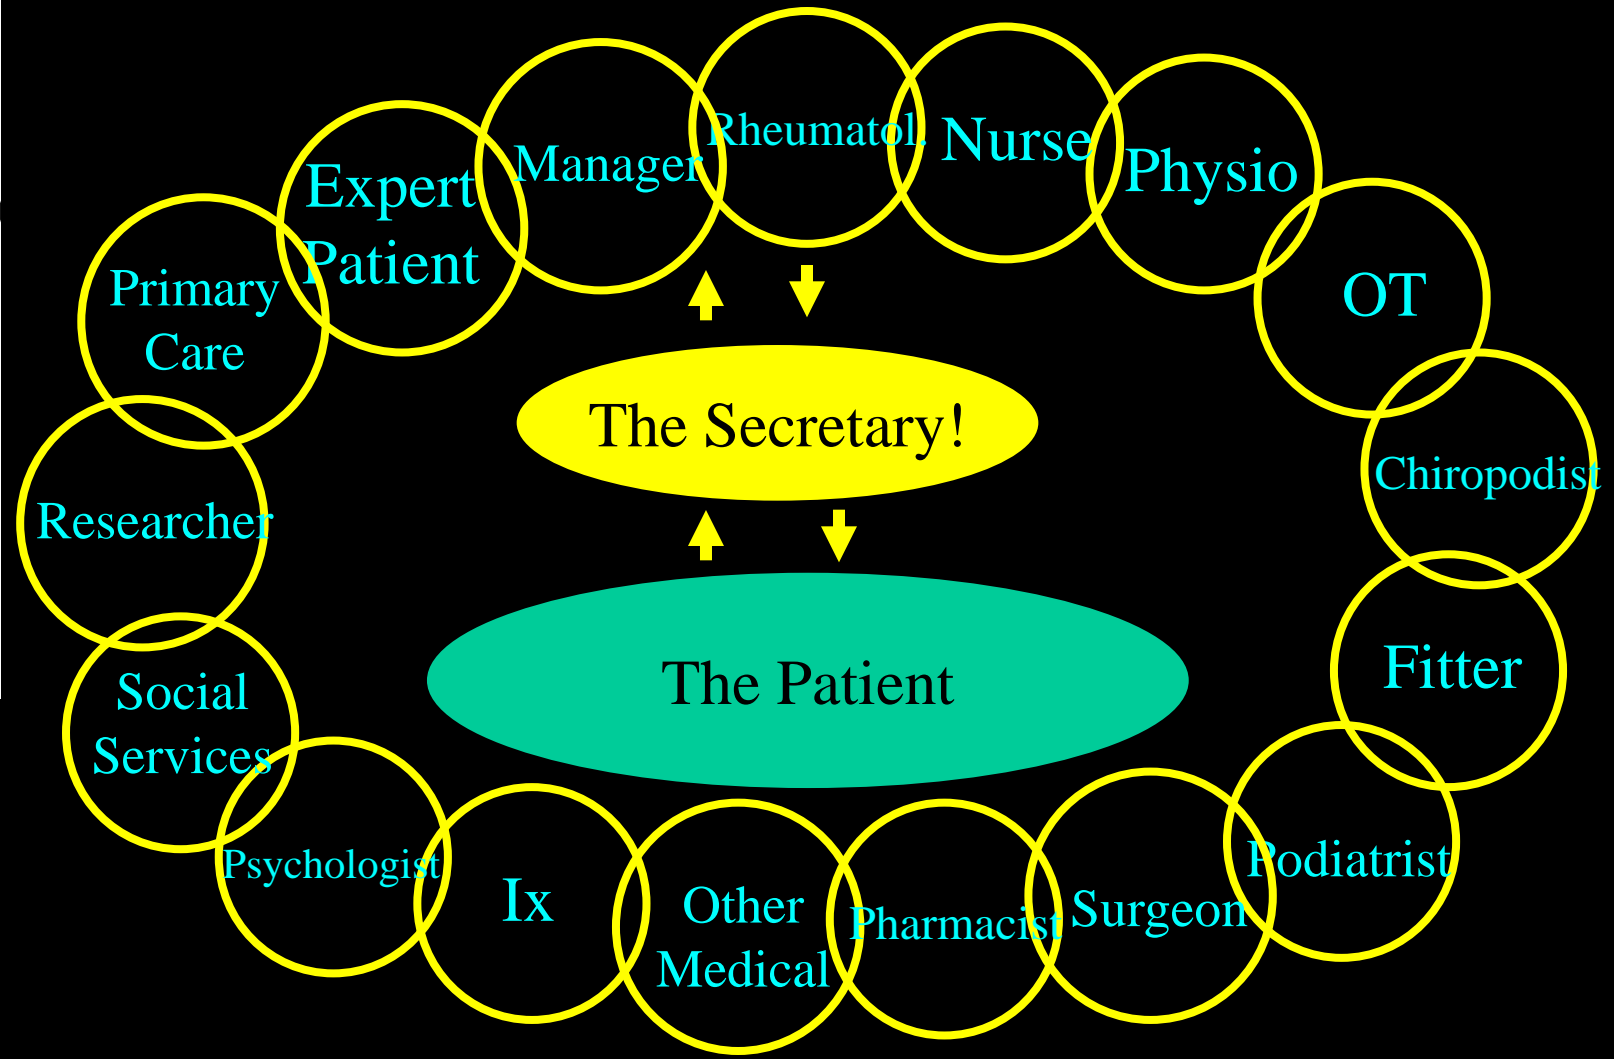 Rheumatol.
Nurse
Manager
Physio
Expert
Patient
Primary
Care
OT
The Secretary!
Chiropodist
Researcher
Fitter
The Patient
Social
Services
Podiatrist
Psychologist
Ix
Other
Medical
Pharmacist
Surgeon